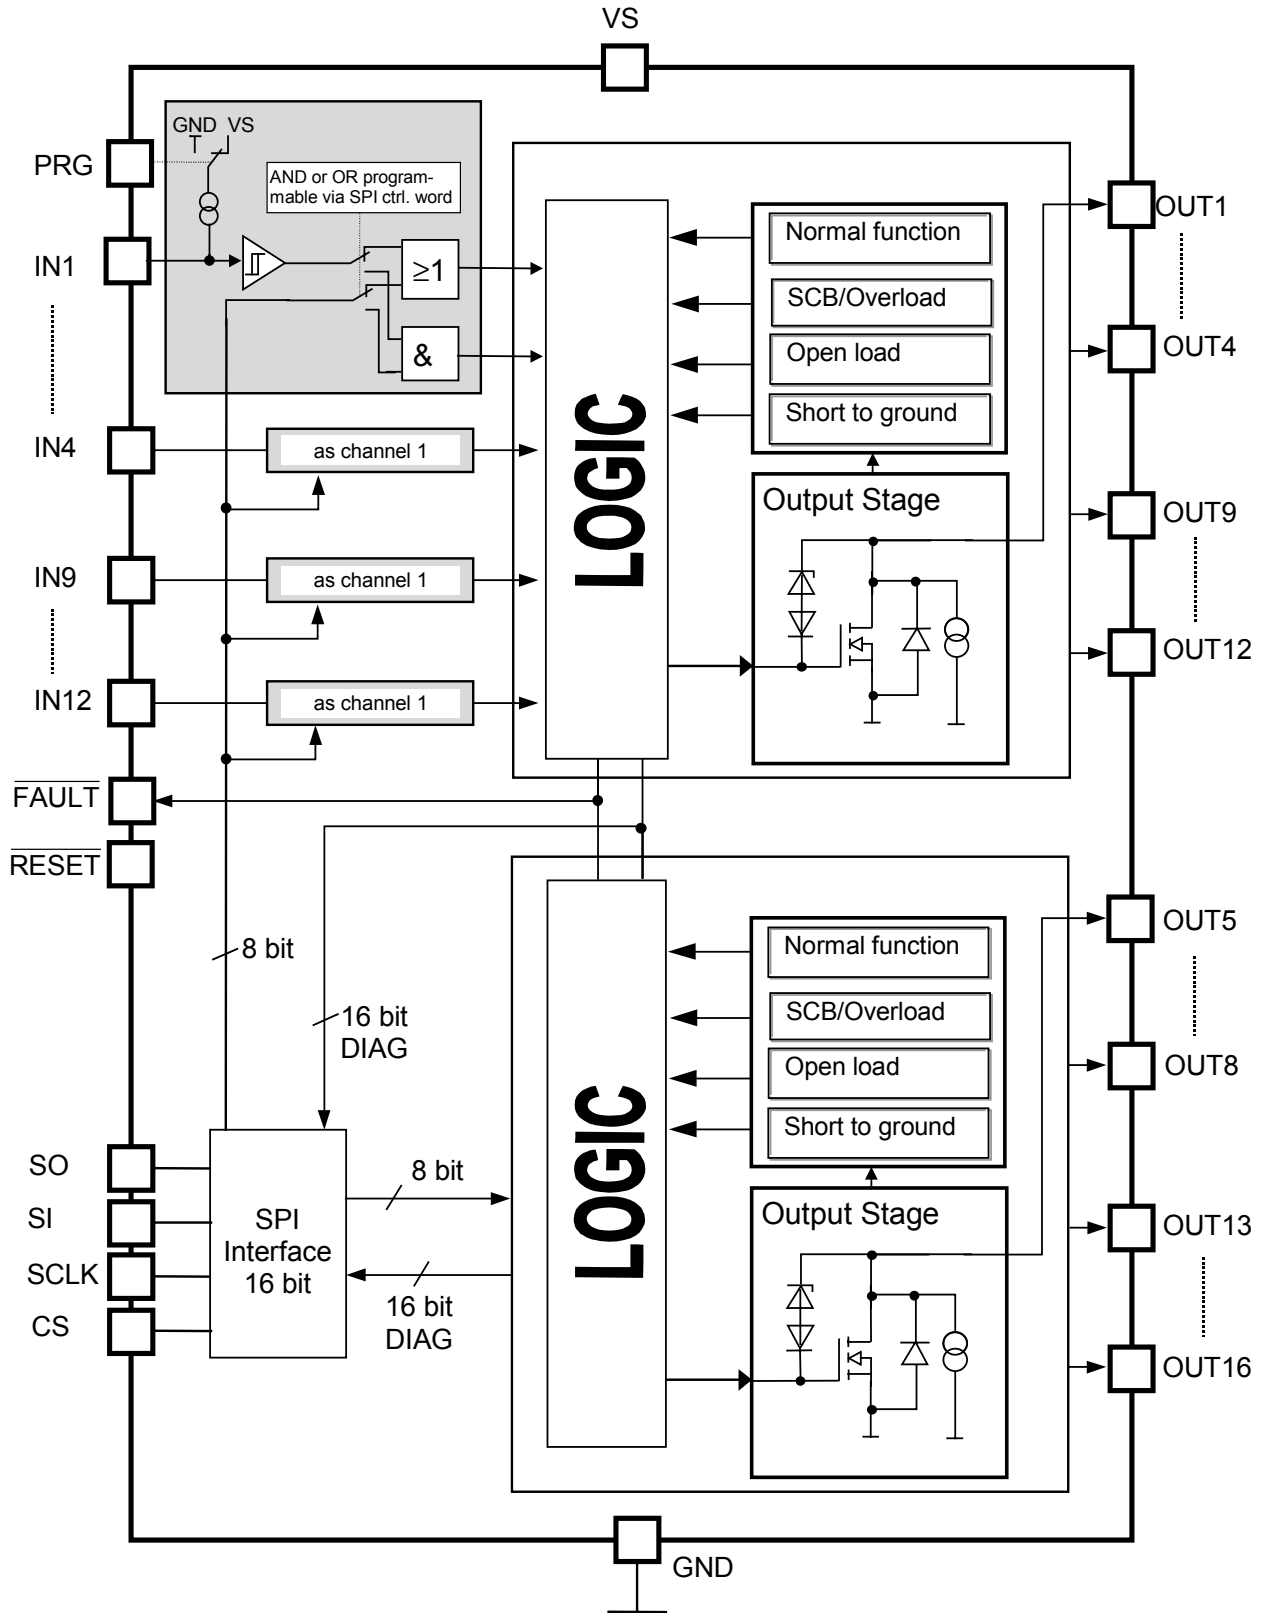 VS
GND VS
PRG
AND or OR program-
mable via SPI ctrl. word
IN1
≥1
&
IN4
as channel 1
IN9
as channel 1
IN12
as channel 1
FAULT
RESET
LOGIC
Normal function
SCB/Overload
Open load
Short to ground
Output Stage
OUT1
OUT4
OUT9
OUT12
8 bit
16 bit
DIAG
SO
SI
SCLK
CS
SPI
Interface
16 bit
8 bit
16 bit
DIAG
LOGIC
Normal function
SCB/Overload
Open load
Short to ground
Output Stage
OUT5
OUT8
OUT13
OUT16
GND